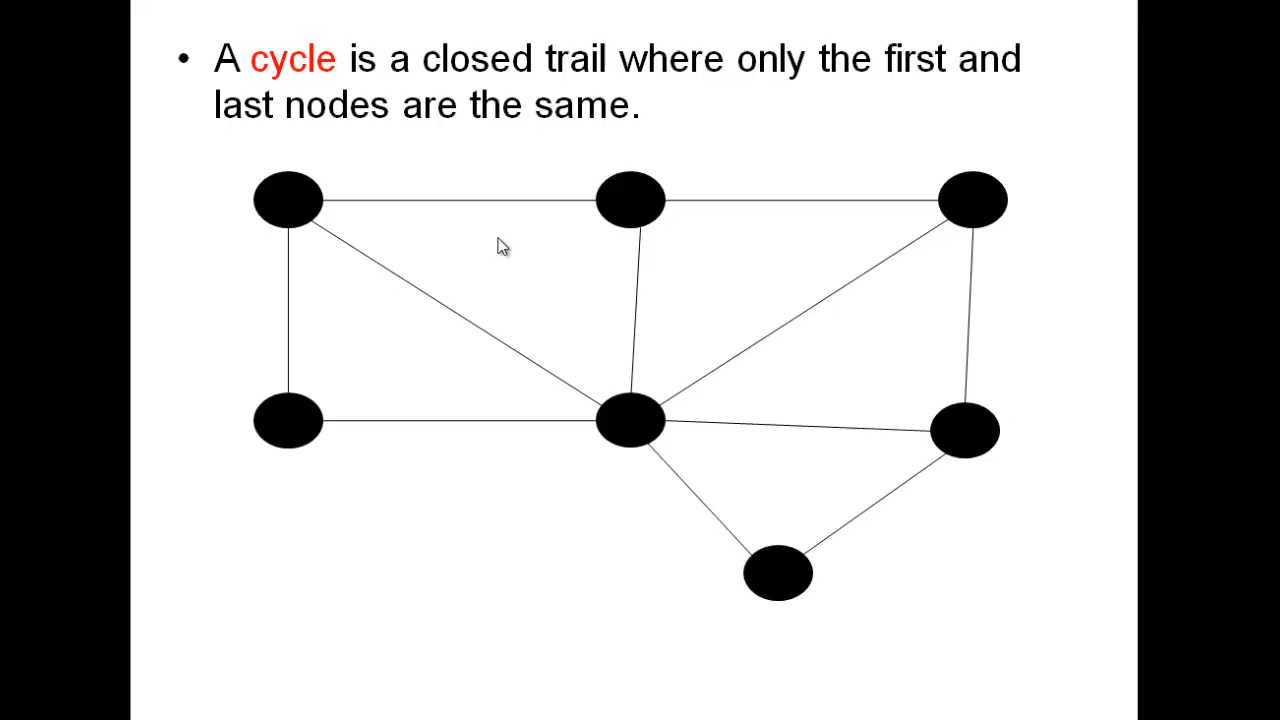 • A cycle is a closed trail where only the first and
last nodes are the same.